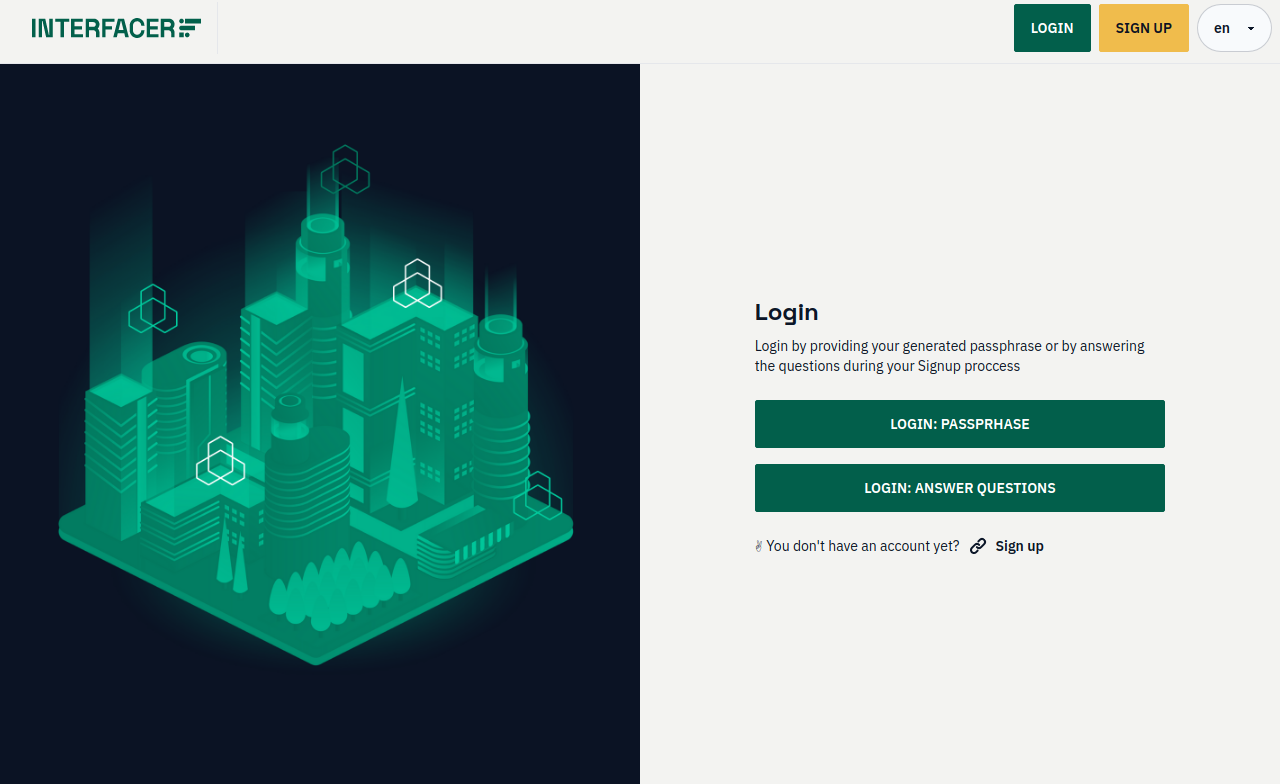 INTERFACER
LOGIN
SIGN UP
en
Login
Login by providing your generated passphrase or by answering
the questions during your Signup proccess
LOGIN: PASSPRHASE
LOGIN: ANSWER QUESTIONS
✌ You don't have an account yet? Sign up